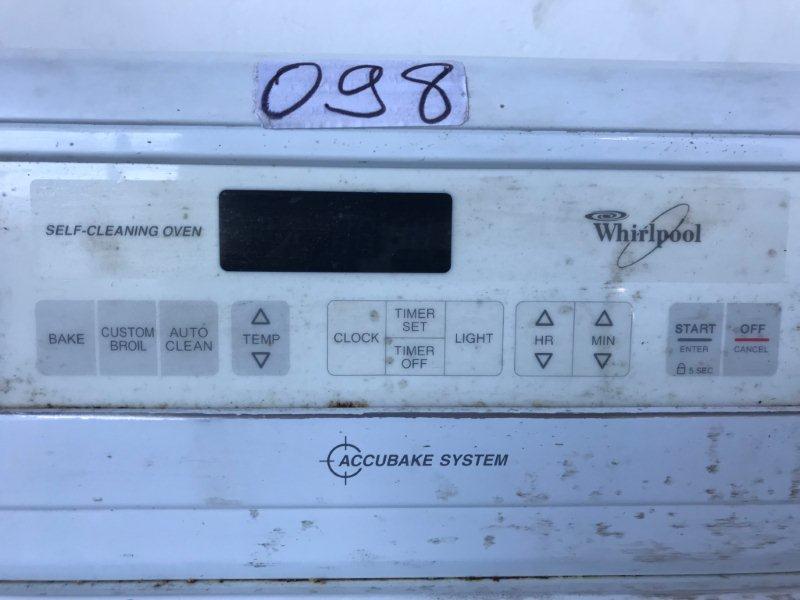 098
SELF-CLEANING OVEN
Whirlpool
BAKE
CUSTOM
BROIL
AUTO
CLEAN
TEMP
CLOCK
TIMER
SET
TIMER
OFF
LIGHT
HR
MIN
START
ENTER
5 SEC
OFF
CANCEL
ACCUBAKE SYSTEM